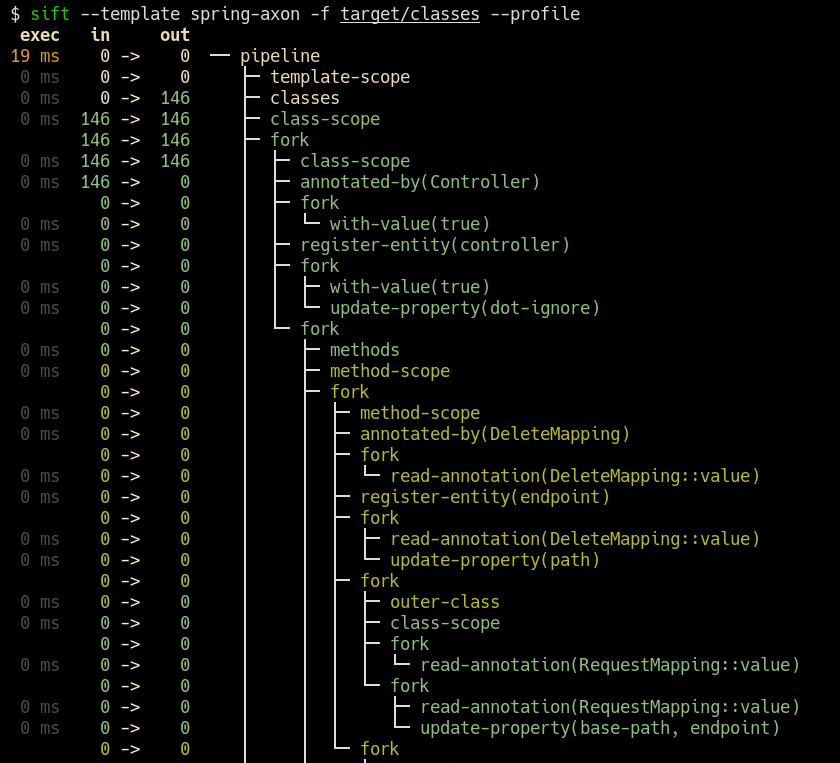 $ sift --template spring-axon -f target/classes --profile
exec in out
19 ms 0 -> 0 pipeline
0 ms 0 -> 0 template-scope
0 ms 0 -> 146 classes
0 ms 146 -> 146 class-scope
146 -> 146 fork
0 ms 146 -> 146 class-scope
0 ms 146 -> 0 annotated-by(Controller)
0 -> 0 fork
0 ms 0 -> 0 with-value(true)
0 ms 0 -> 0 register-entity(controller)
0 -> 0 fork
0 ms 0 -> 0 with-value(true)
0 ms 0 -> 0 update-property(dot-ignore)
0 -> 0 fork
0 ms 0 -> 0 methods
0 ms 0 -> 0 method-scope
0 -> 0 fork
0 ms 0 -> 0 method-scope
0 ms 0 -> 0 annotated-by(DeleteMapping)
0 -> 0 fork
0 ms 0 -> 0 read-annotation(DeleteMapping::value)
0 ms 0 -> 0 register-entity(endpoint)
0 -> 0 fork
0 ms 0 -> 0 read-annotation(DeleteMapping::value)
0 ms 0 -> 0 update-property(path)
0 -> 0 fork
0 ms 0 -> 0 outer-class
0 ms 0 -> 0 class-scope
0 -> 0 fork
0 ms 0 -> 0 read-annotation(RequestMapping::value)
0 -> 0 fork
0 ms 0 -> 0 read-annotation(RequestMapping::value)
0 ms 0 -> 0 update-property(base-path, endpoint)
0 -> 0 fork